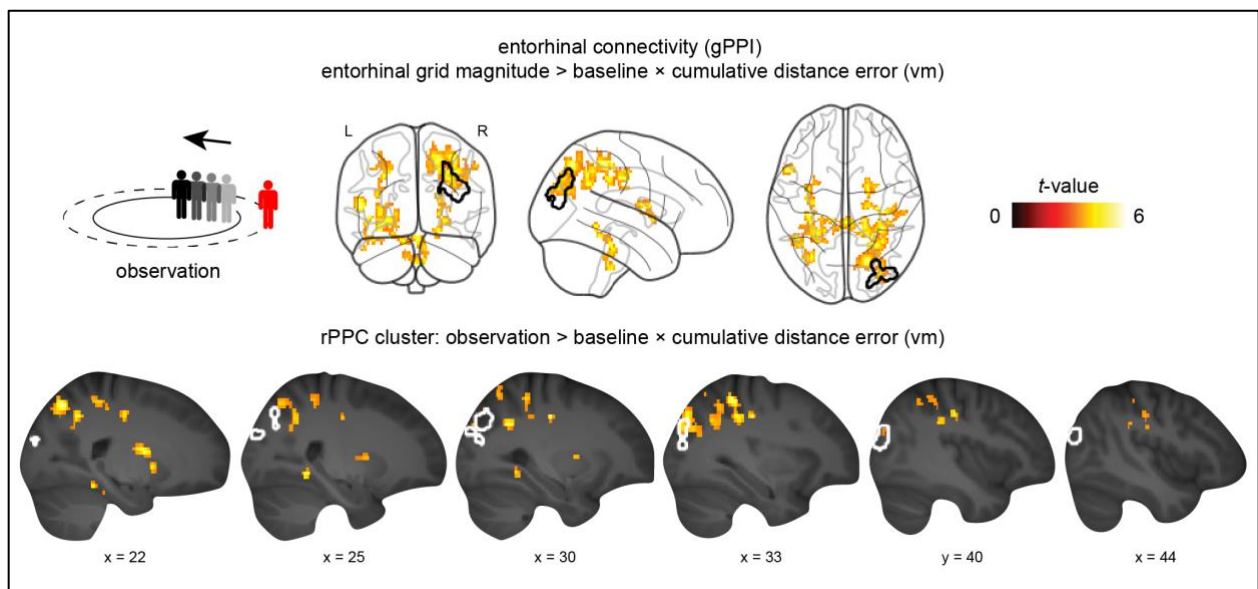 entorhinal connectivity (gPPI)
entorhinal grid magnitude > baseline × cumulative distance error (vm)
L
R
observation
t-value
0
6
rPPC cluster: observation > baseline × cumulative distance error (vm)
x = 22
x = 25
x = 30
x = 33
y = 40
x = 44